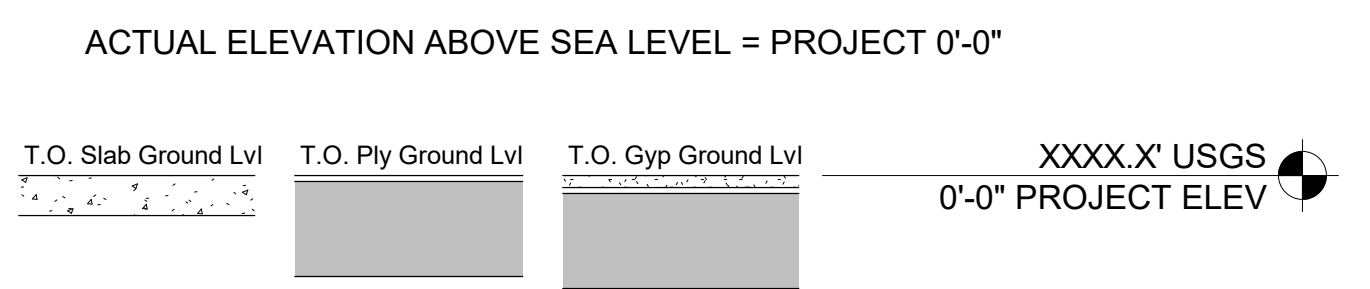 ACTUAL ELEVATION ABOVE SEA LEVEL = PROJECT 0'-0"
T.O. Slab Ground Lvl
T.O. Ply Ground Lvl
T.O. Gyp Ground Lvl
XXXX.X' USGS
0'-0" PROJECT ELEV